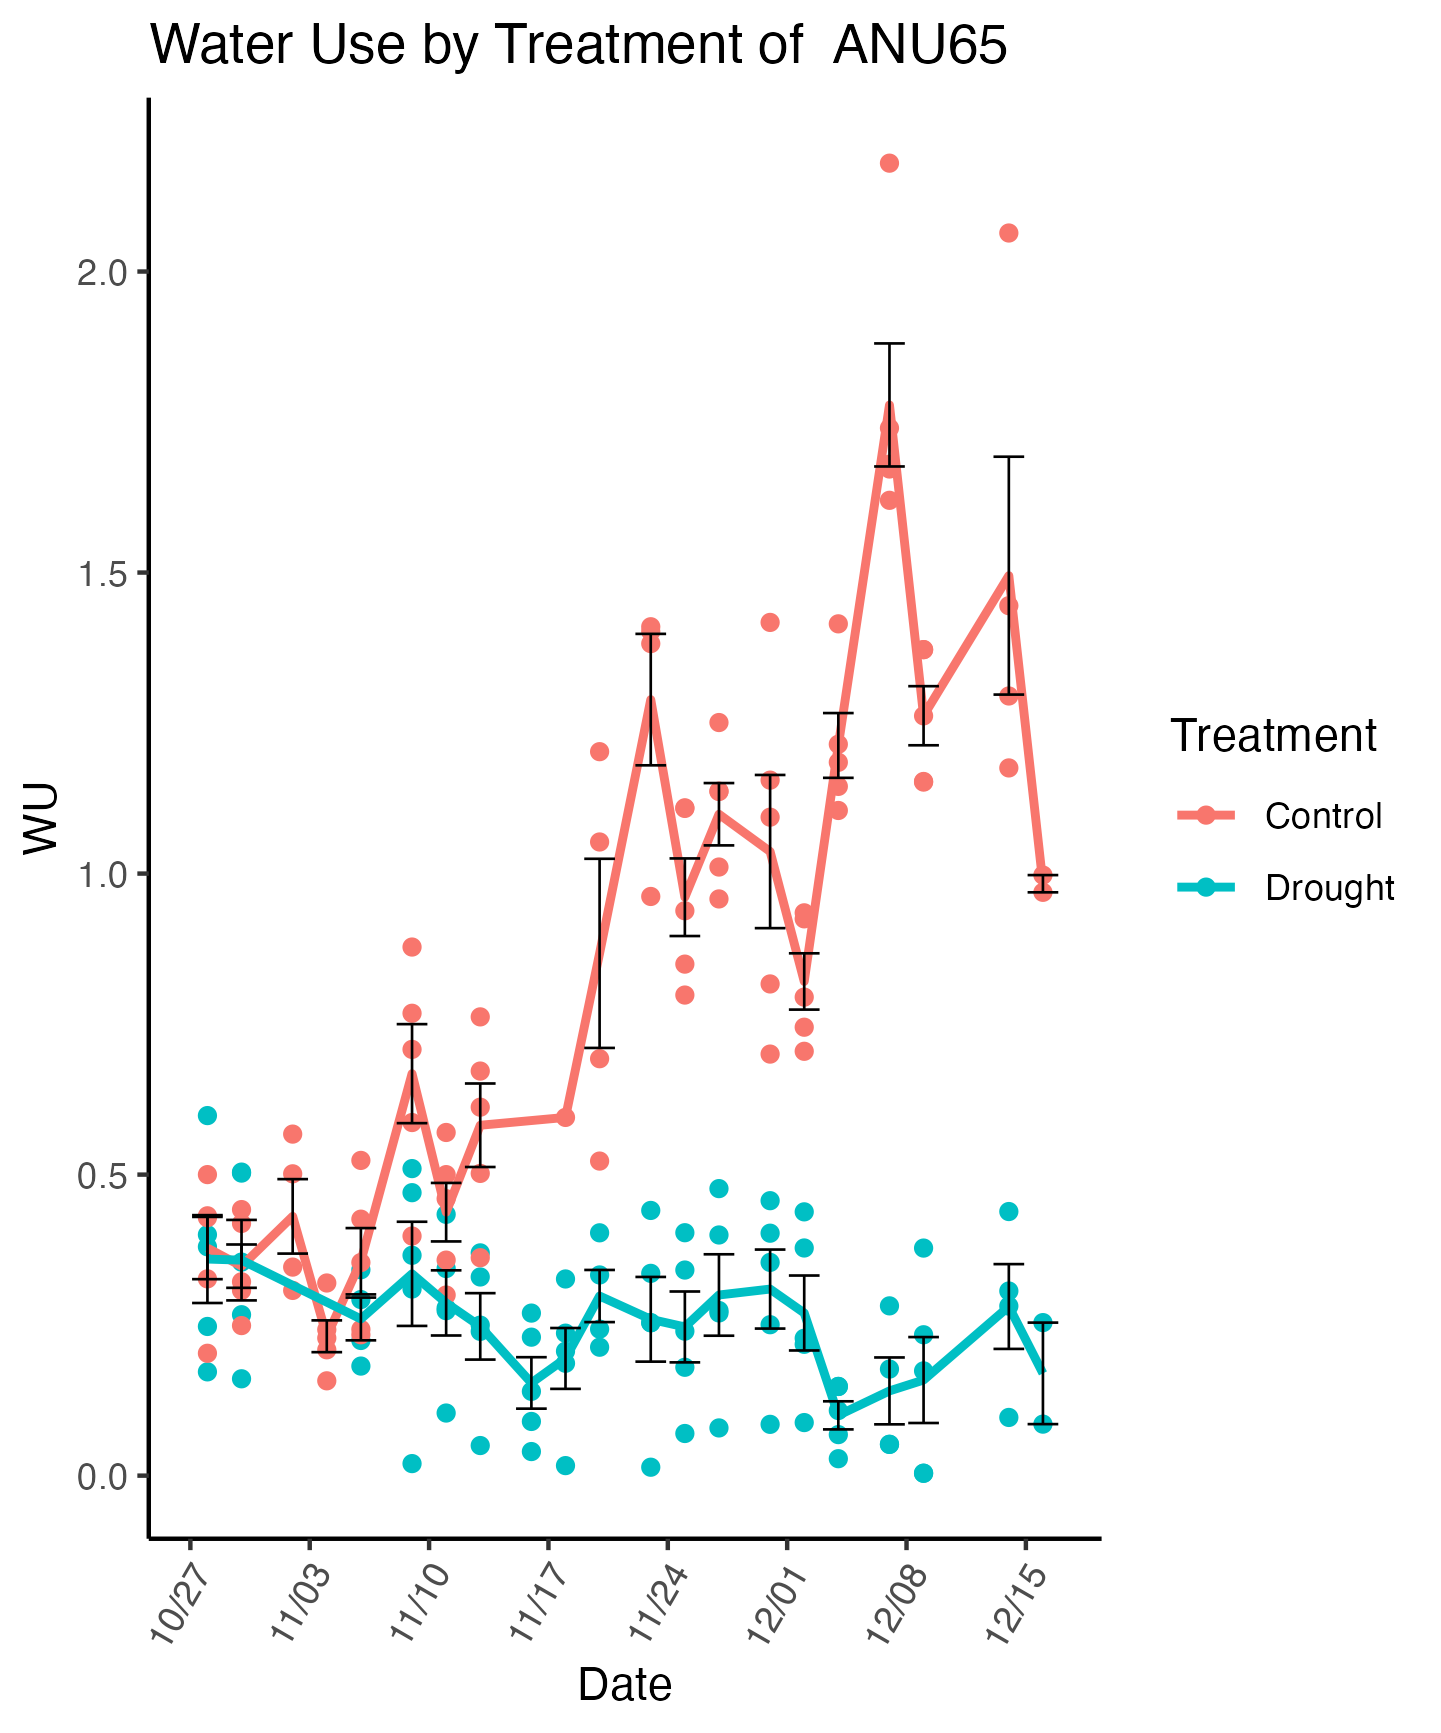 Water Use by Treatment of ANU65
WU
2.0
1.5
1.0
0.5
0.0
10/27
11/03
11/10
11/17
11/24
12/01
12/08
12/15
Date
Treatment
Control
Drought